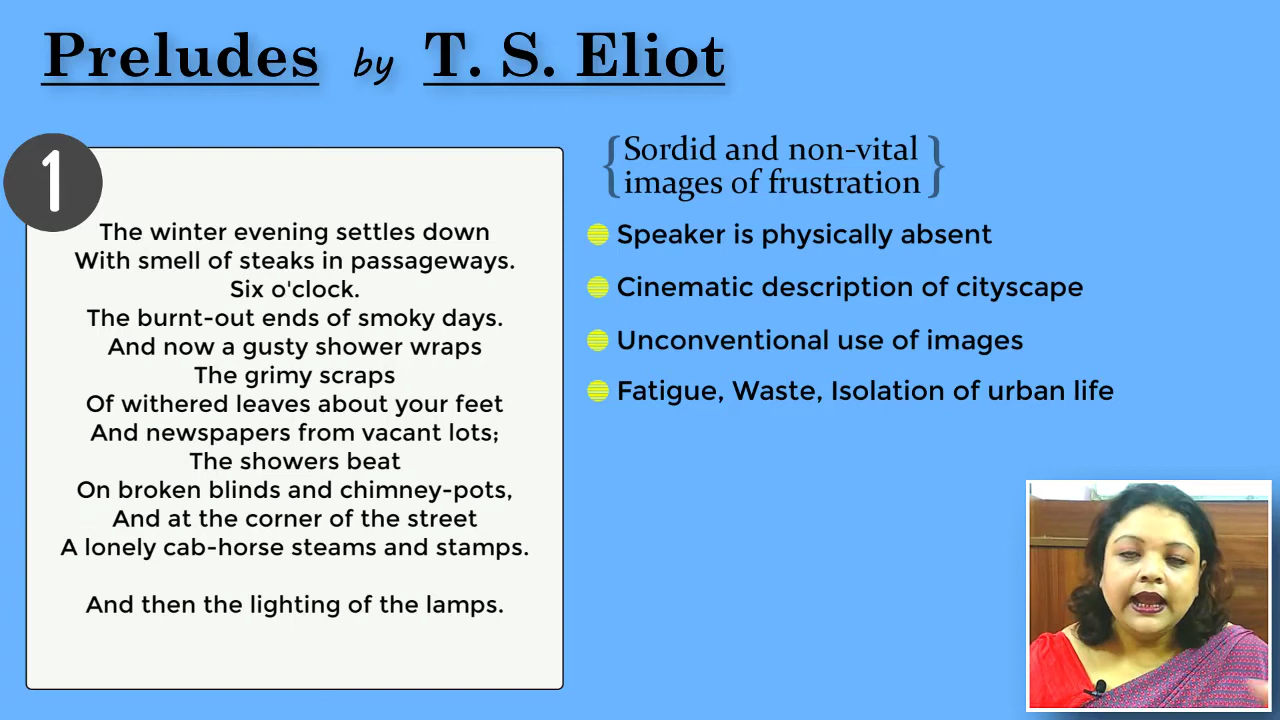 Preludes by T. S. Eliot
1
The winter evening settles down
With smell of steaks in passageways.
Six o'clock.
The burnt-out ends of smoky days.
And now a gusty shower wraps
The grimy scraps
Of withered leaves about your feet
And newspapers from vacant lots;
The showers beat
On broken blinds and chimney-pots,
And at the corner of the street
A lonely cab-horse steams and stamps.
And then the lighting of the lamps.
{Sordid and non-vital
images of frustration}
Speaker is physically absent
Cinematic description of cityscape
Unconventional use of images
Fatigue, Waste, Isolation of urban life